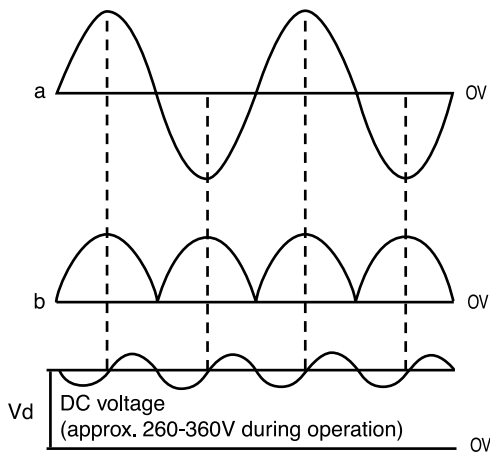 a OV
b OV
Vd DC voltage
(approx. 260-360V during operation)
OV